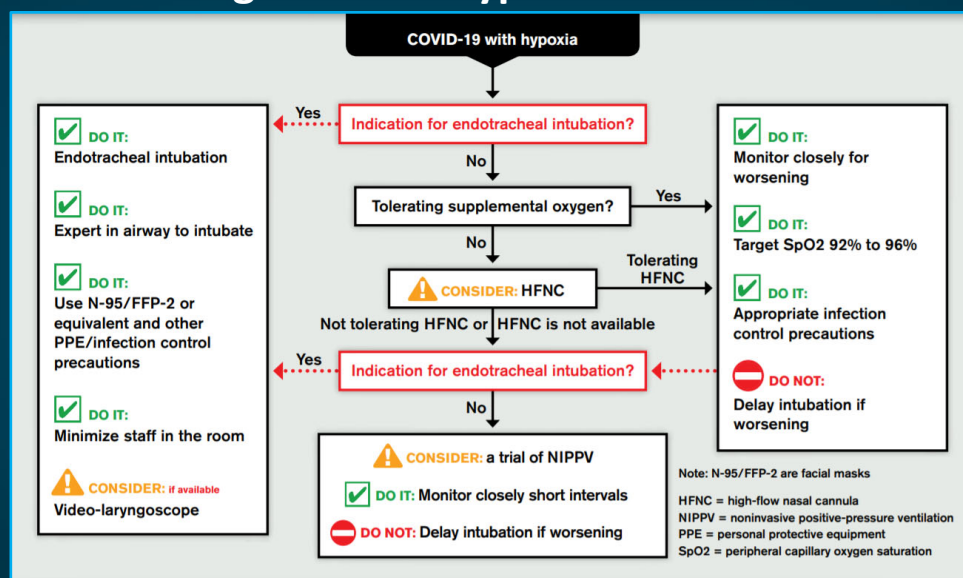 COVID-19 with hypoxia
Indication for endotracheal intubation?
Yes
No
Tolerating supplemental oxygen?
Yes
No
CONSIDER: HFNC
Tolerating
HFNC
Not tolerating HFNC or HFNC is not available
Indication for endotracheal intubation?
Yes
No
CONSIDER: a trial of NIPPV
DO IT: Monitor closely short intervals
DO NOT: Delay intubation if worsening
DO IT:
Endotracheal intubation
DO IT:
Expert in airway to intubate
DO IT:
Use N-95/FFP-2 or
equivalent and other
PPE/infection control
precautions
DO IT:
Minimize staff in the room
CONSIDER: if available
Video-laryngoscope
DO IT:
Monitor closely for
worsening
DO IT:
Target SpO2 92% to 96%
DO IT:
Appropriate infection
control precautions
DO NOT:
Delay intubation if
worsening
Note: N-95/FFP-2 are facial masks
HFNC = high-flow nasal cannula
NIPPV = noninvasive positive-pressure ventilation
PPE = personal protective equipment
SpO2 = peripheral capillary oxygen saturation